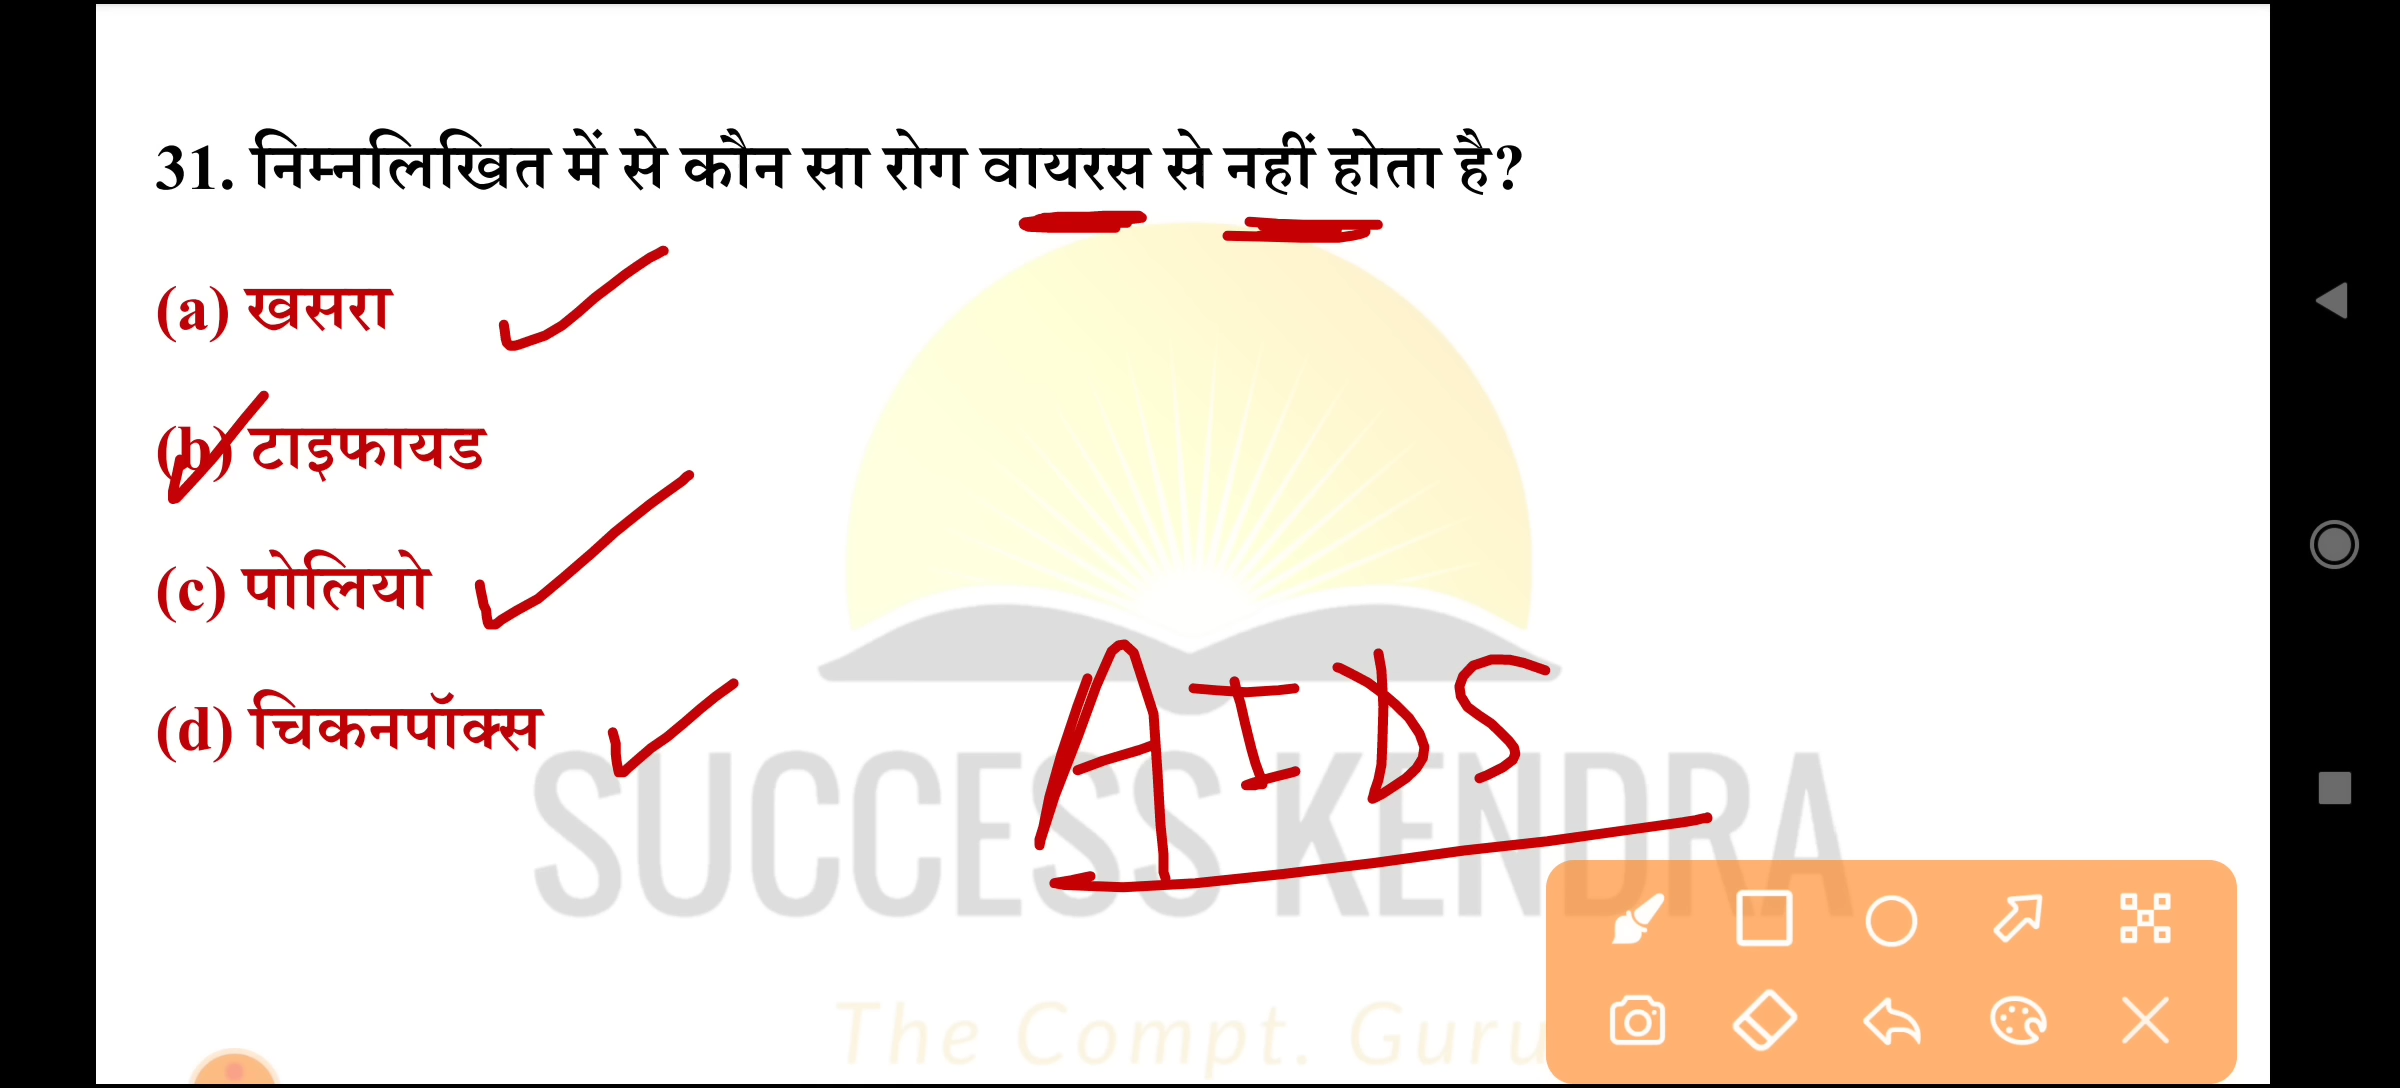 31. निम्नलिखित में से कौन सा रोग वायरस से नहीं होता है?
(a) खसरा
(b) टाइफायड
(c) पोलियो
(d) चिकनपॉक्स
AIDS
SUCCESS KENDRA
The Compt. Guru